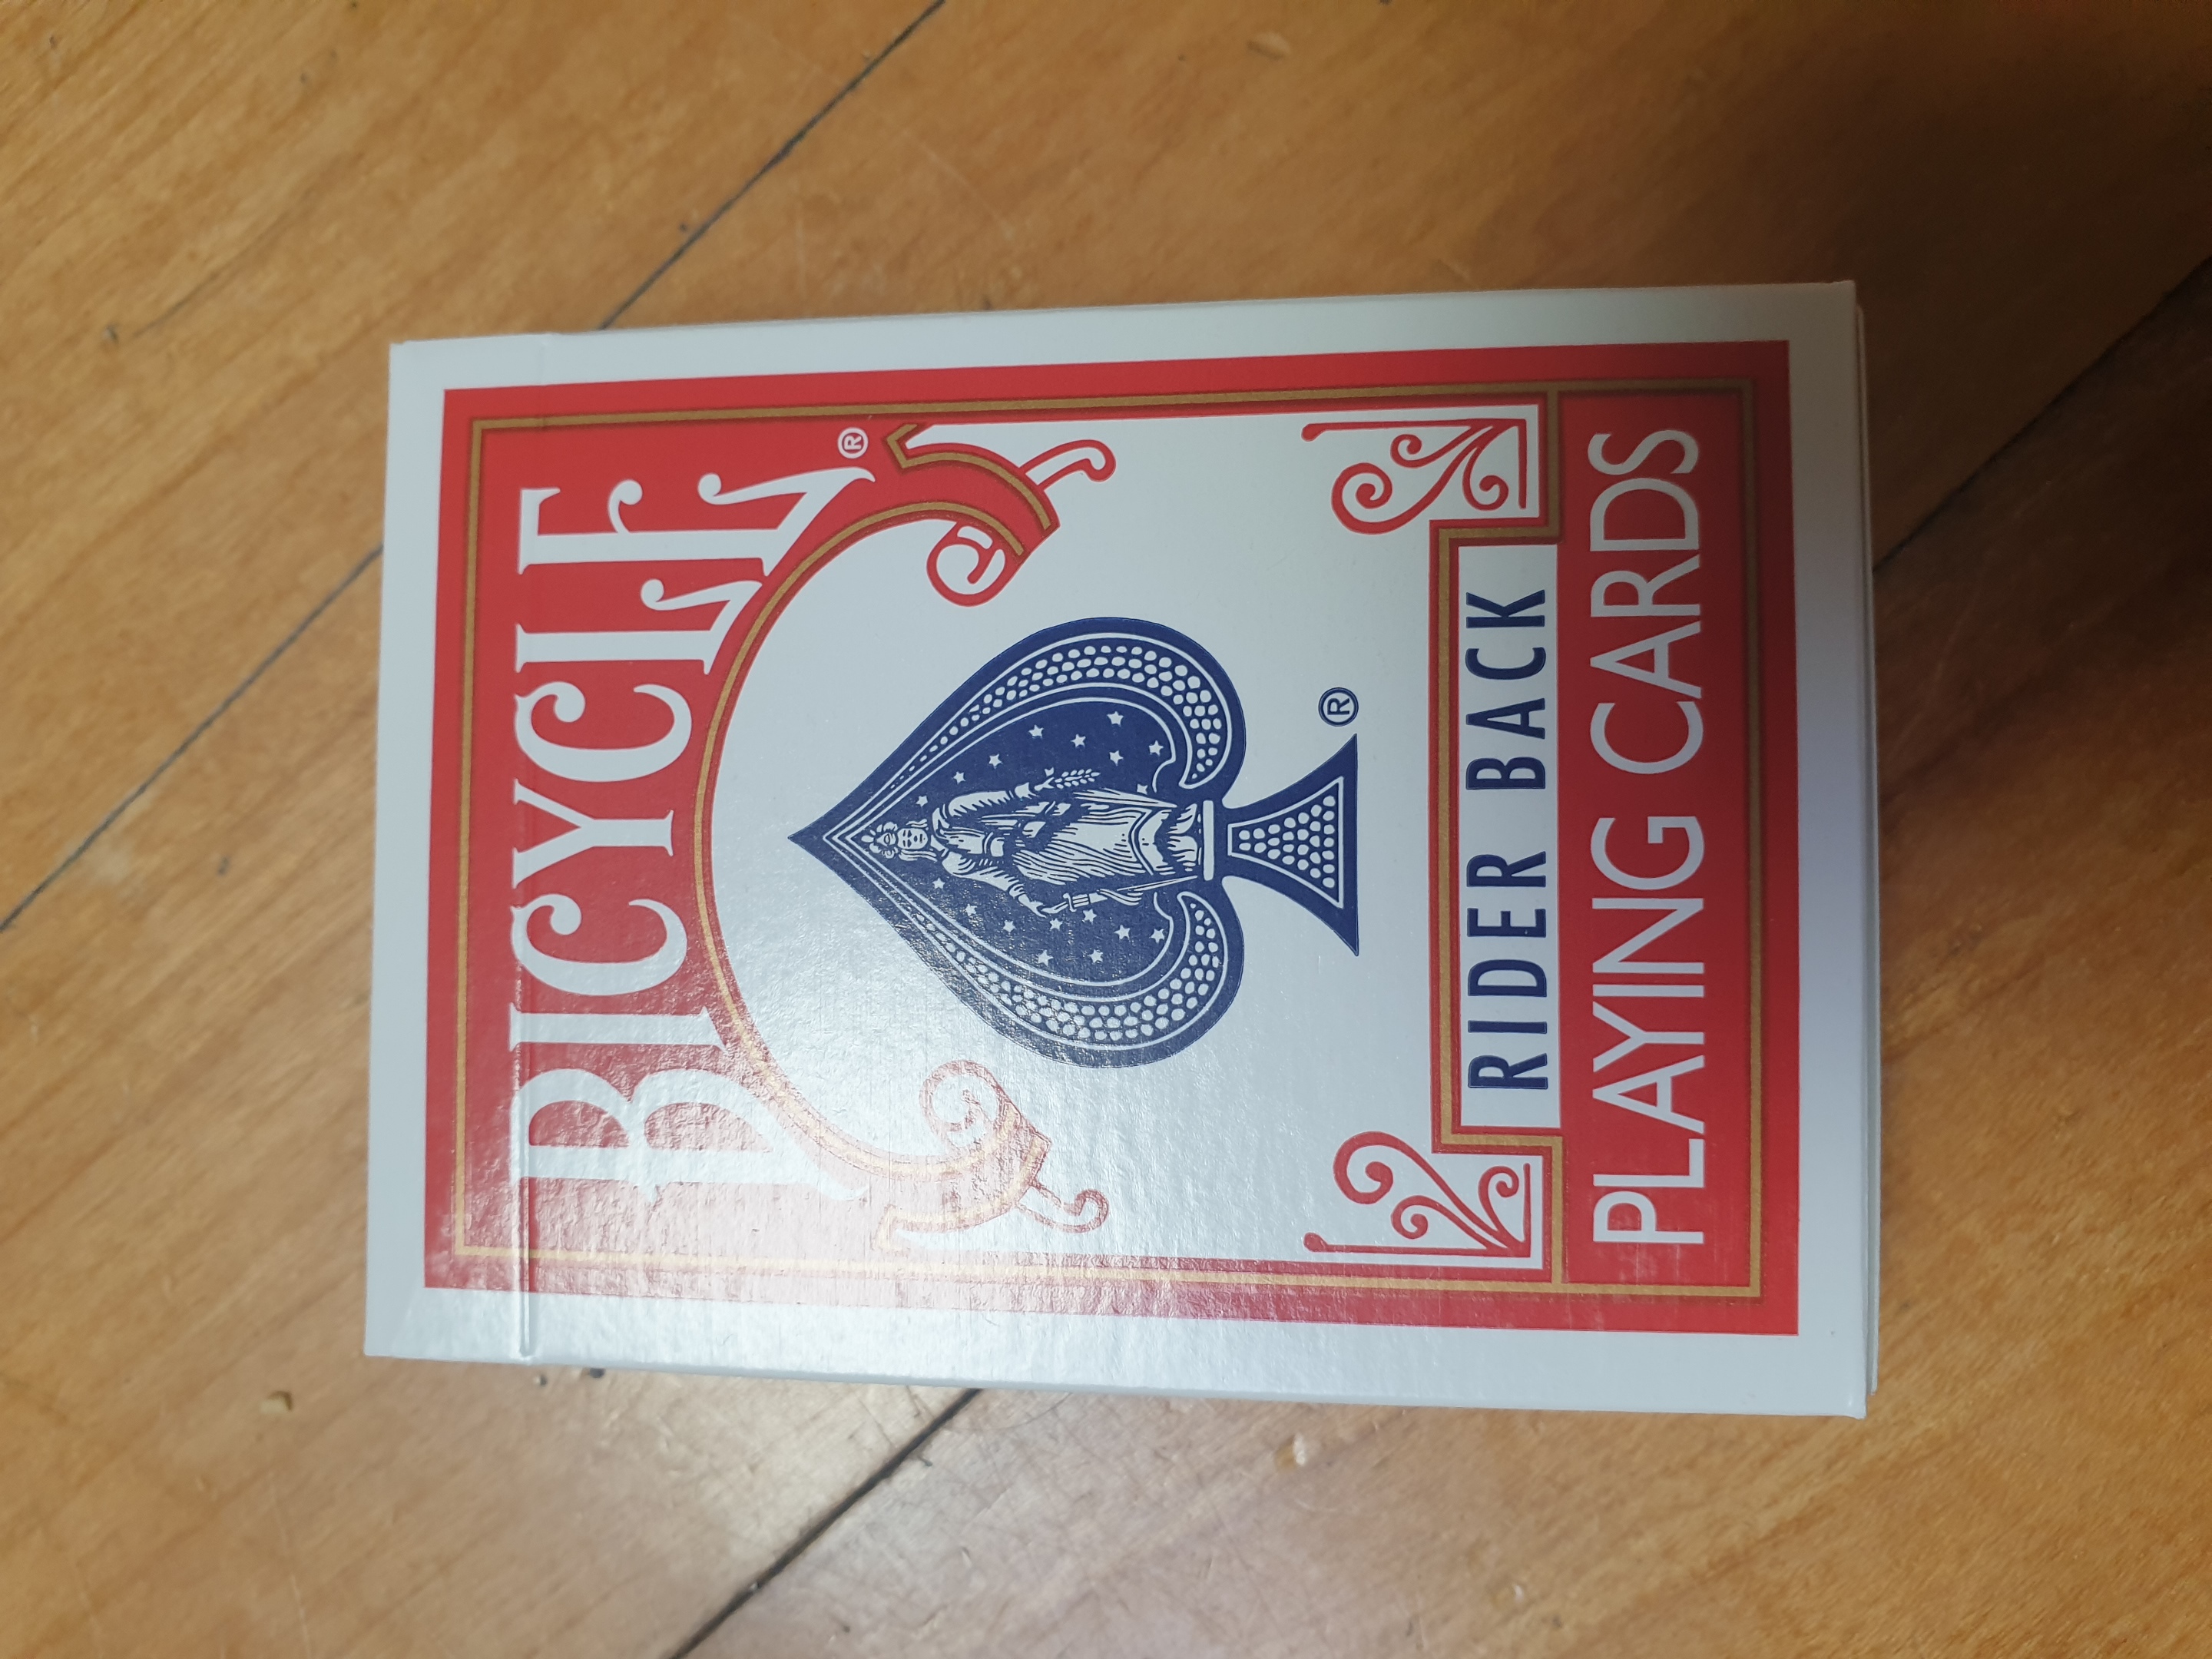 BICYCLE®
®
RIDER BACK
PLAYING CARDS